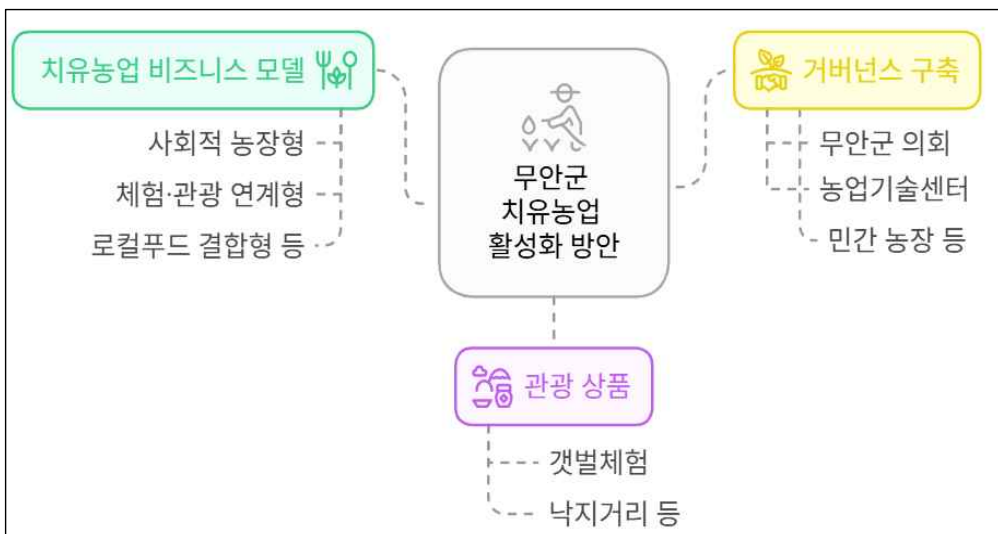 치유농업 비즈니스 모델
사회적 농장형
체험·관광 연계형
로컬푸드 결합형 등
무안군
치유농업
활성화 방안
거버넌스 구축
무안군 의회
농업기술센터
민간 농장 등
관광 상품
갯벌체험
낙지거리 등